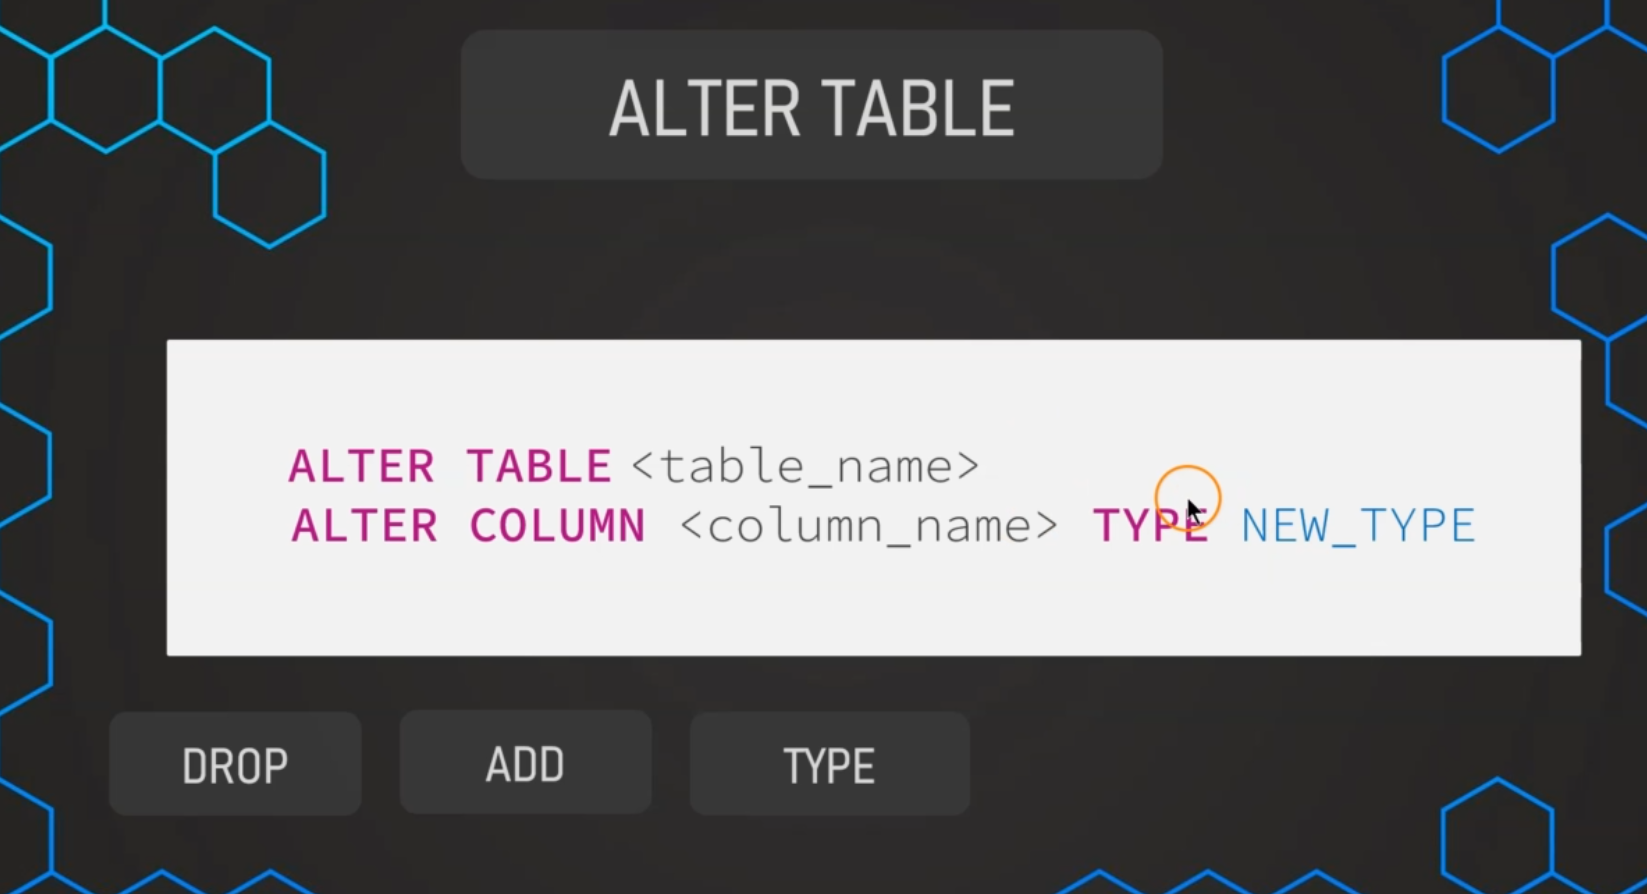 ALTER TABLE
ALTER TABLE <table_name>
ALTER COLUMN <column_name> TYPE NEW_TYPE
DROP
ADD
TYPE